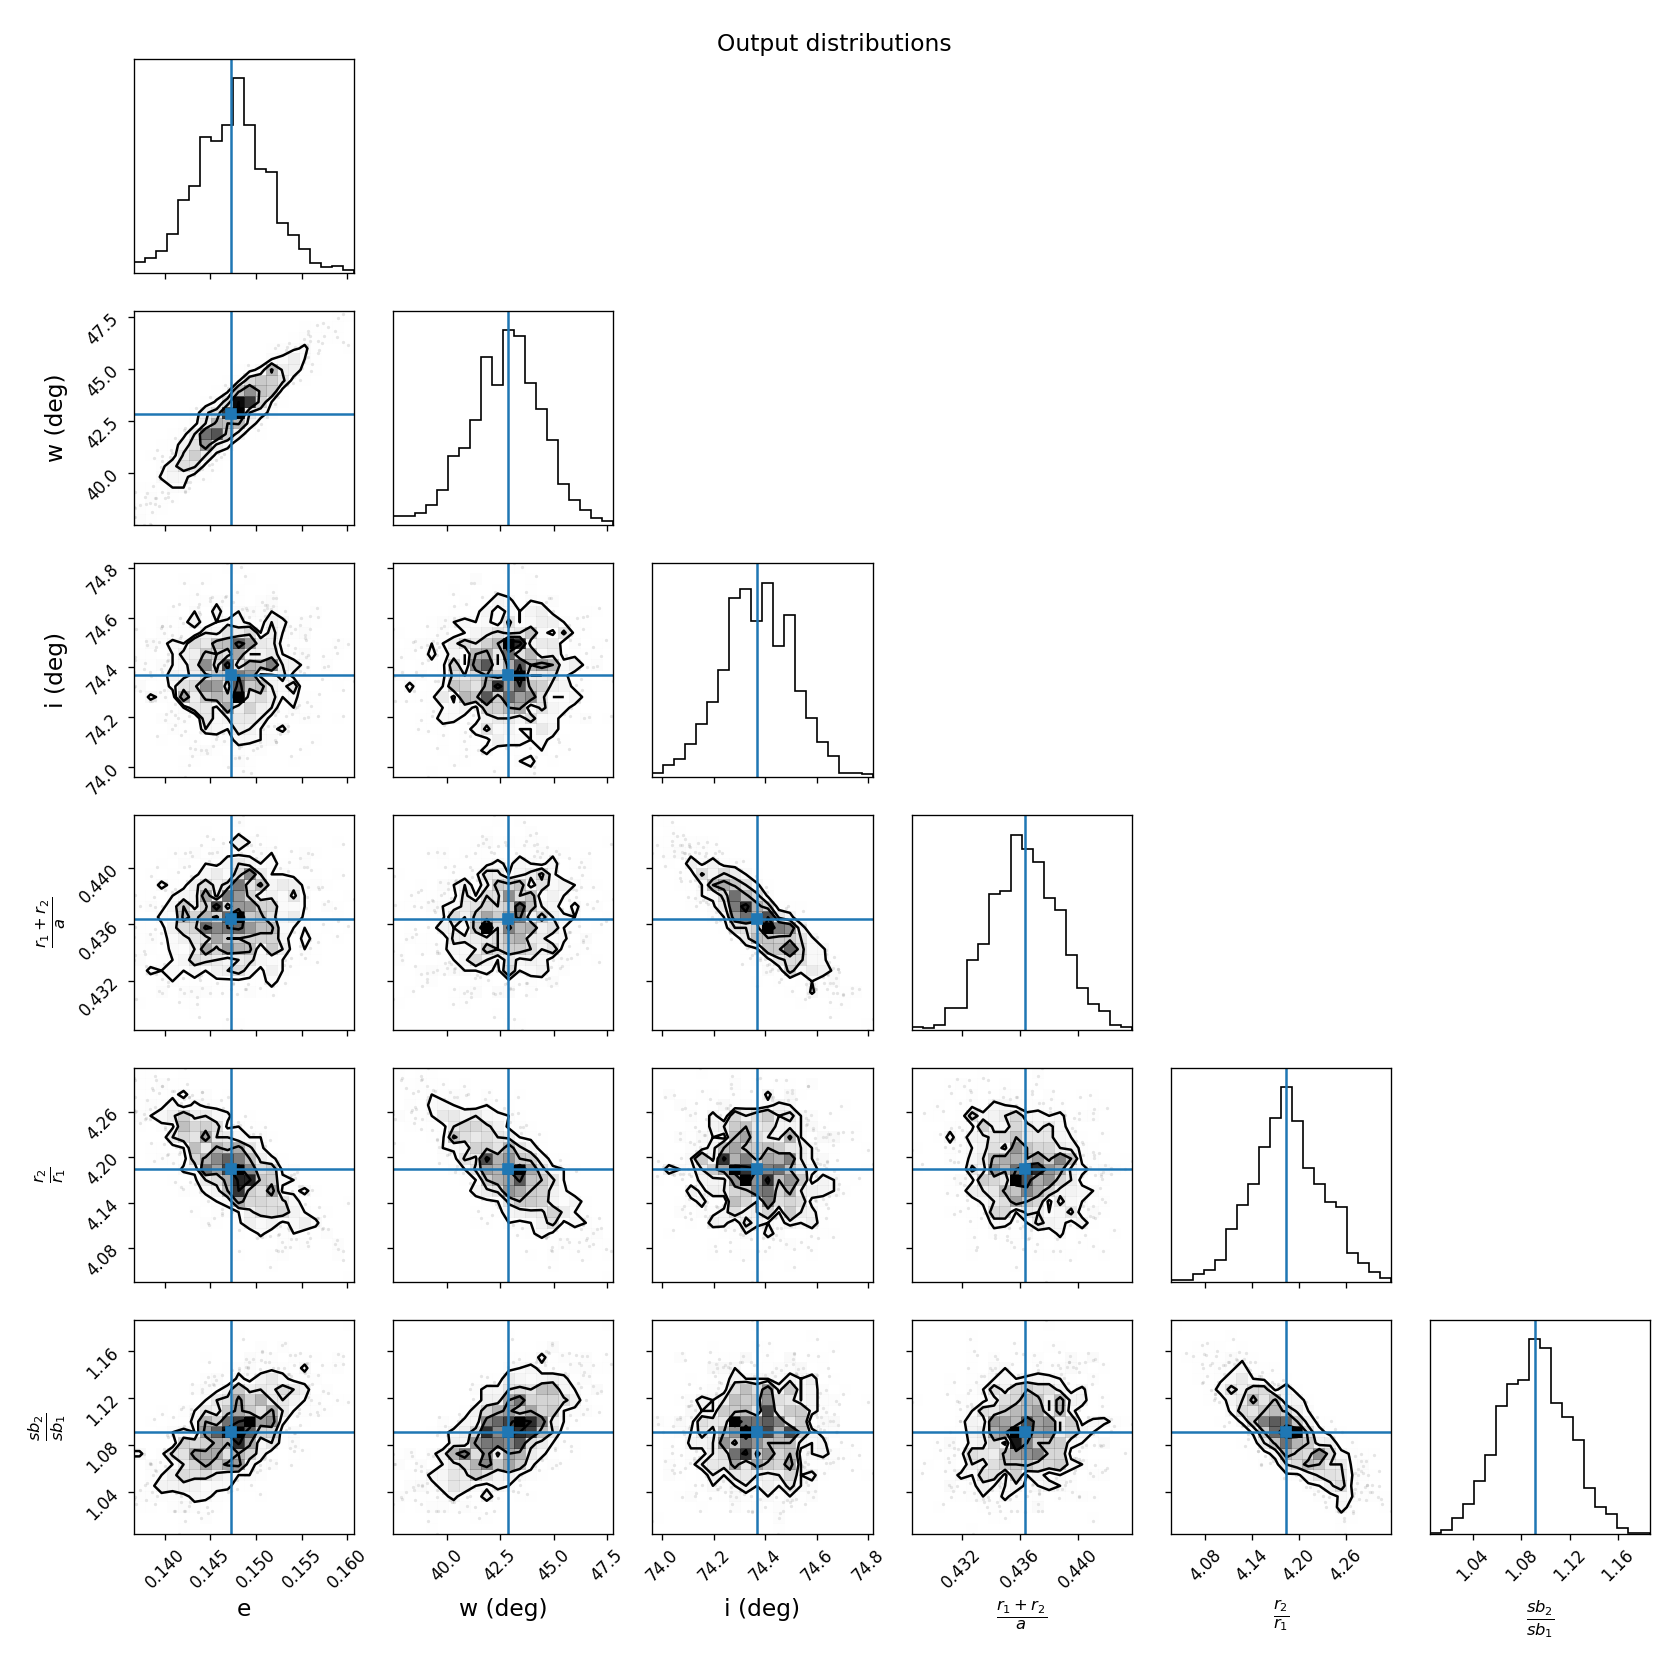 Output distributions
47.5
45.0
42.5
40.0
w (deg)
74.8
74.6
74.4
74.2
74.0
i (deg)
0.440
0.436
0.432
r₁ + r₂
a
4.26
4.20
4.14
4.08
r₂
r₁
1.16
1.12
1.08
1.04
sb₂
sb₁
0.140 0.145 0.150 0.155 0.160 40.0 42.5 45.0 47.5 74.0 74.2 74.4 74.6 74.8 0.432 0.436 0.440 4.08 4.14 4.20 4.26 1.04 1.08 1.12 1.16
e w (deg) i (deg)
r₁ + r₂ r₂ sb₂
a r₁ sb₁